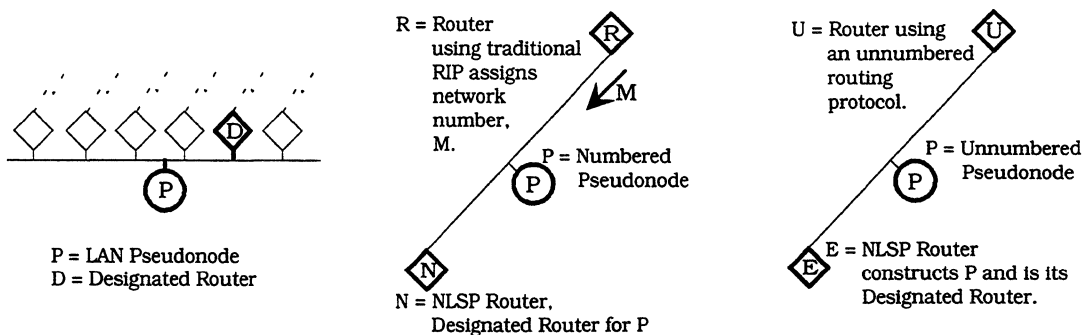 D
P
P = LAN Pseudonode
D = Designated Router
R = Router
using traditional
RIP assigns
network
number,
M.
R
M
P = Numbered
Pseudonode
P
N
N = NLSP Router,
Designated Router for P
U = Router using
an unnumbered
routing
protocol.
U
P = Unnumbered
Pseudonode
P
E
E = NLSP Router
constructs P and is its
Designated Router.